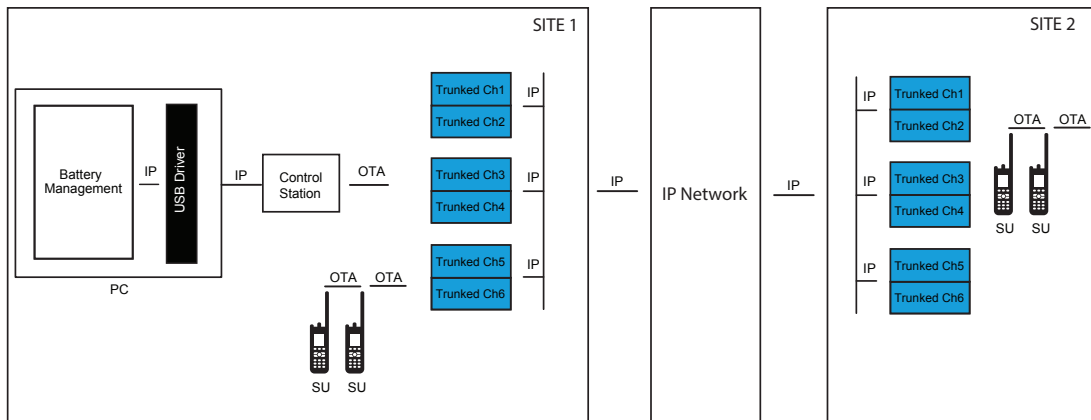 SITE 1
SITE 2
Battery
Management
IP
USB Driver
IP
Control
Station
OTA
PC
Trunked Ch1
Trunked Ch2
IP
Trunked Ch3
Trunked Ch4
IP
Trunked Ch5
Trunked Ch6
IP
OTA
OTA
SU
SU
IP
IP Network
IP
IP
Trunked Ch1
Trunked Ch2
IP
Trunked Ch3
Trunked Ch4
IP
Trunked Ch5
Trunked Ch6
OTA
OTA
SU
SU